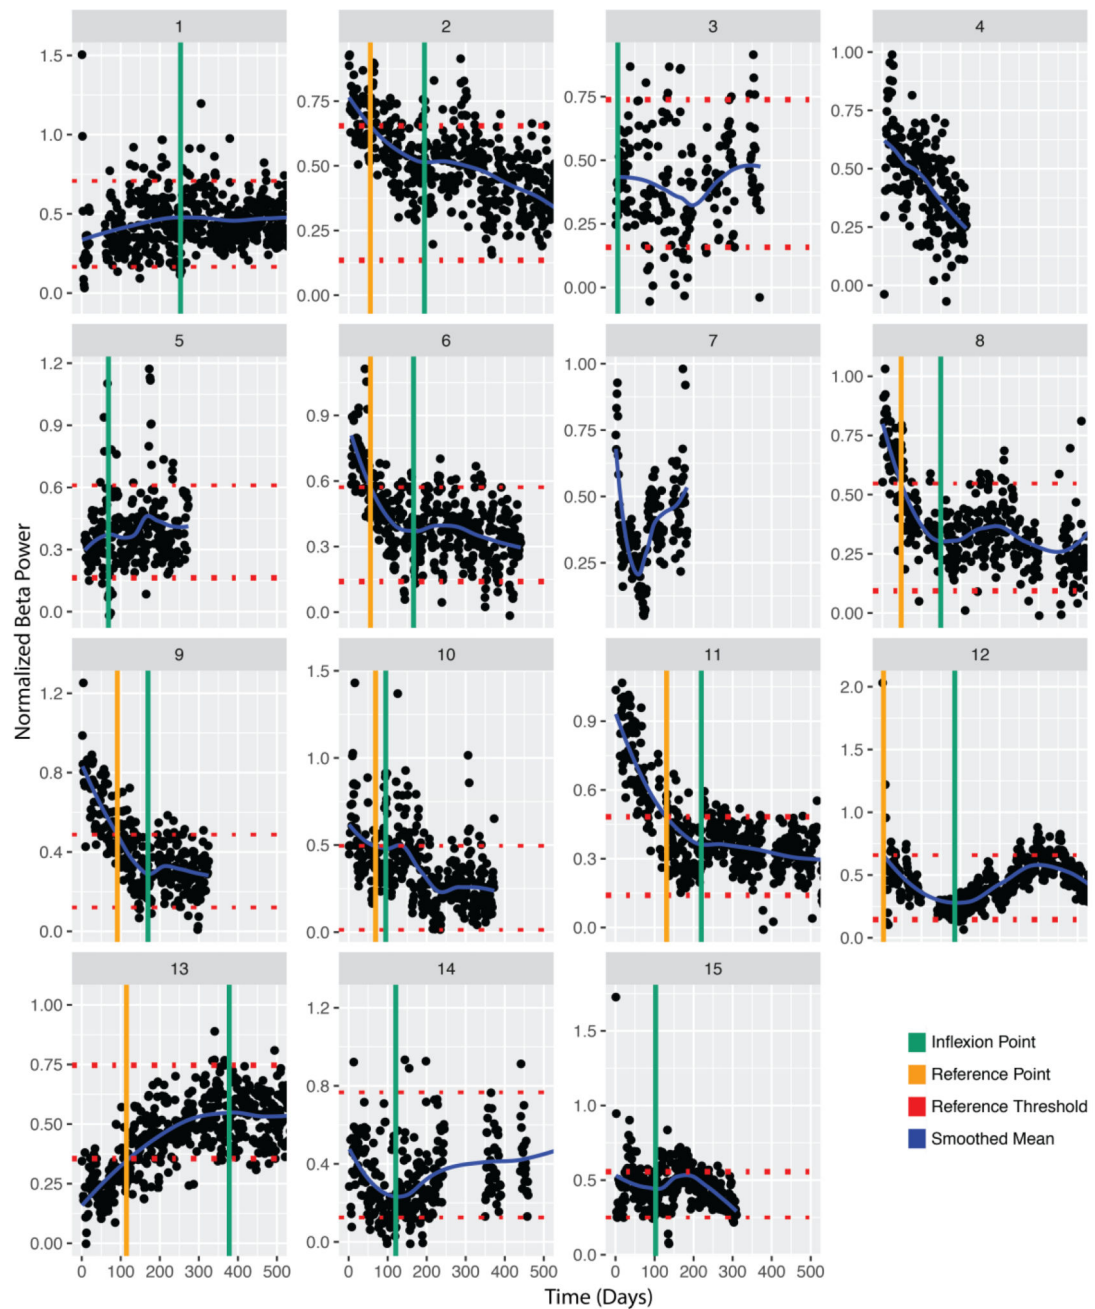 1 2 3 4
1.5 1.0 0.5 0.0
0.75 0.50 0.25 0.00
0.75 0.50 0.25 0.00
1.00 0.75 0.50 0.25 0.00
5 6 7 8
1.2 0.9 0.6 0.3 0.0
0.9 0.6 0.3 0.0
1.00 0.75 0.50 0.25
1.00 0.75 0.50 0.25 0.00
Normalized Beta Power
9 10 11 12
1.2 0.8 0.4 0.0
1.5 1.0 0.5 0.0
0.9 0.6 0.3 0.0
2.0 1.5 1.0 0.5 0.0
13 14 15
1.00 0.75 0.50 0.25 0.00
1.2 0.8 0.4 0.0
1.5 1.0 0.5 0.0
Inflexion Point
Reference Point
Reference Threshold
Smoothed Mean
0 100 200 300 400 500 0 100 200 300 400 500 0 100 200 300 400 500
Time (Days)